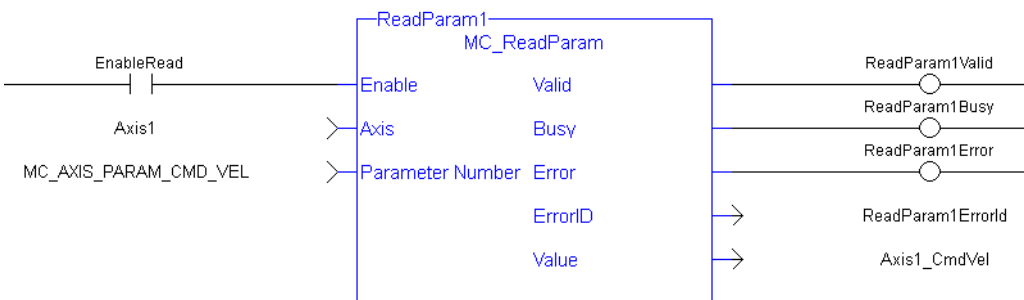 ReadParam1
MC_ReadParam
EnableRead Enable Valid ReadParam1Valid
Axis1 Axis Busy ReadParam1Busy
MC_AXIS_PARAM_CMD_VEL Parameter Number Error ReadParam1Error
ErrorID ReadParam1ErrorId
Value Axis1_CmdVel